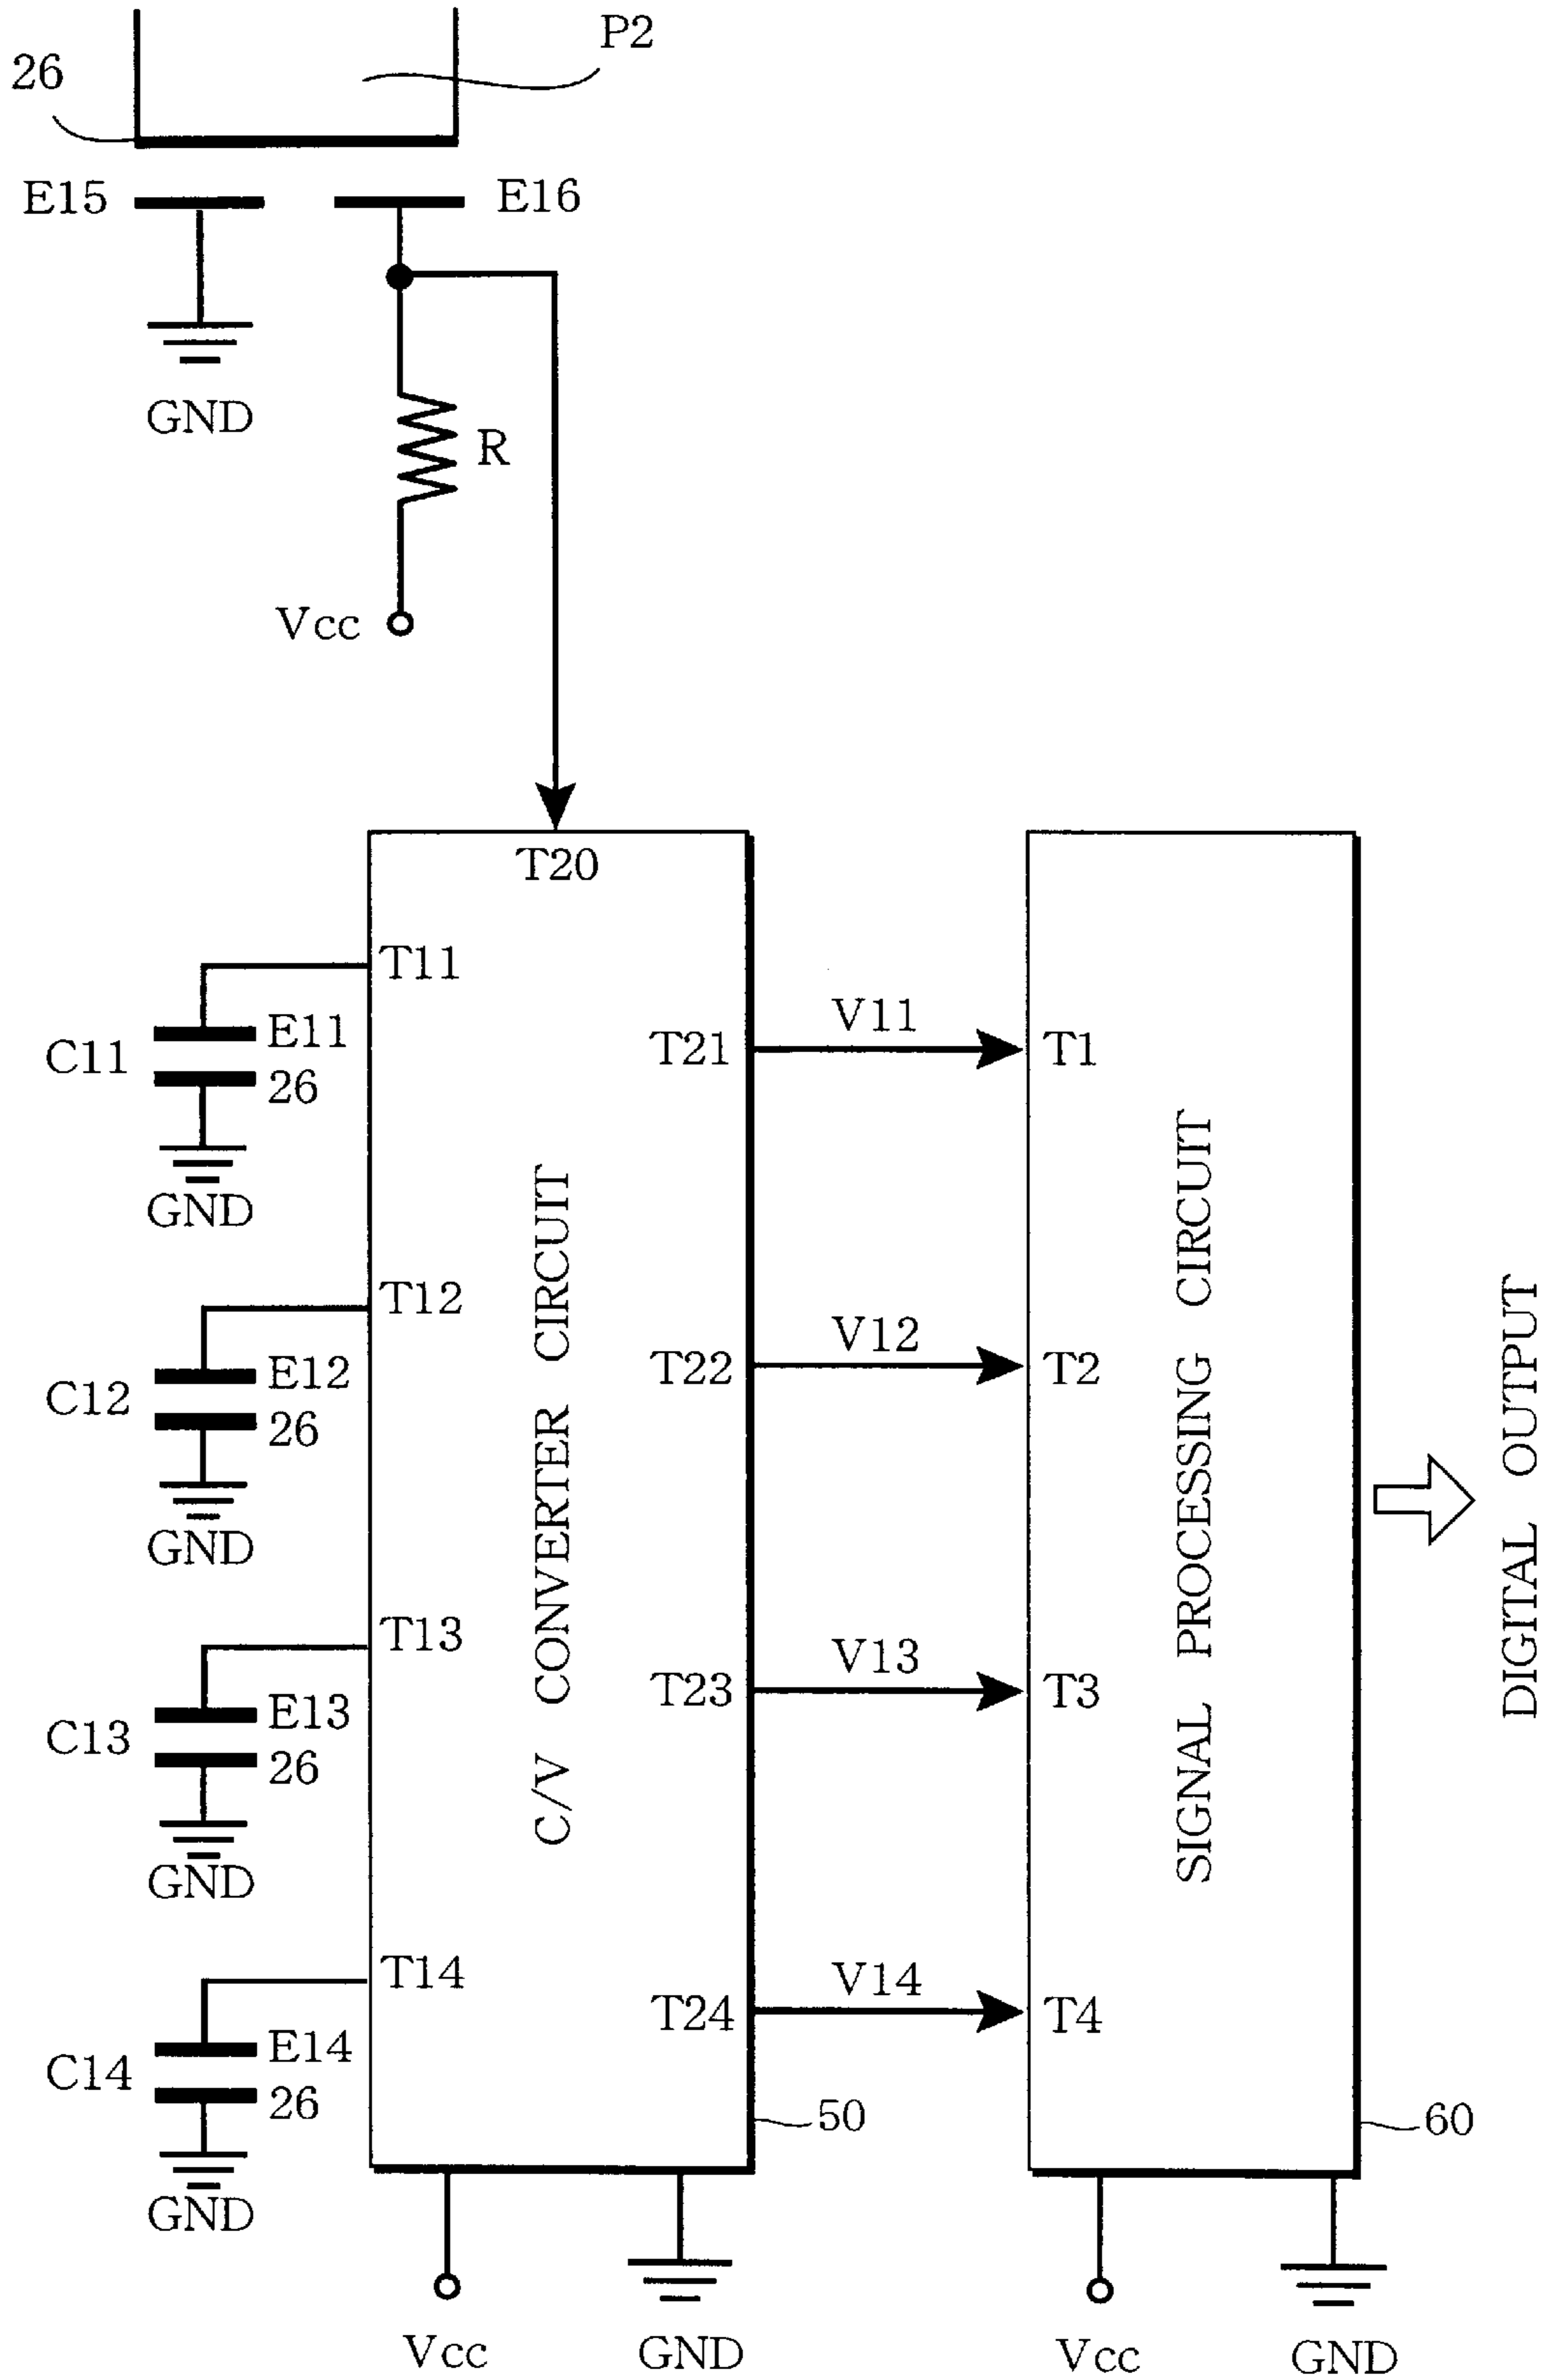 P2
26
E15
E16
GND
R
Vcc
T20
T11
E11
C11
26
GND
V11
T21
T1
T12
E12
C12
26
GND
V12
T22
T2
C/V CONVERTER CIRCUIT
SIGNAL PROCESSING CIRCUIT
DIGITAL OUTPUT
T13
E13
C13
26
GND
V13
T23
T3
T14
E14
C14
26
GND
V14
T24
T4
50
60
Vcc
GND
Vcc
GND